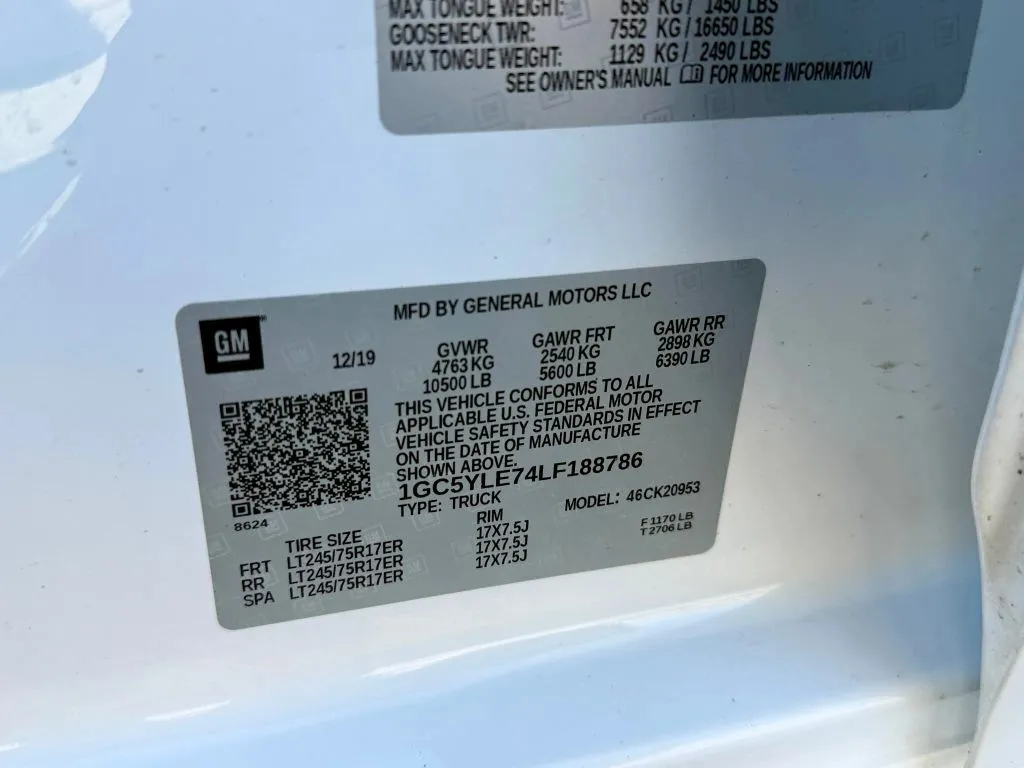 MAX TONGUE WEIGHT: 658 KG / 1450 LBS
GOOSENECK TWR: 7552 KG / 16650 LBS
MAX TONGUE WEIGHT: 1129 KG / 2490 LBS
SEE OWNER'S MANUAL FOR MORE INFORMATION
GM
MFD BY GENERAL MOTORS LLC
12/19
GVWR
4763 KG
10500 LB
GAWR FRT
2540 KG
5600 LB
GAWR RR
2898 KG
6390 LB
THIS VEHICLE CONFORMS TO ALL
APPLICABLE U.S. FEDERAL MOTOR
VEHICLE SAFETY STANDARDS IN EFFECT
ON THE DATE OF MANUFACTURE
SHOWN ABOVE.
1GC5YLE74LF188786
TYPE: TRUCK
MODEL: 46CK20953
8624
TIRE SIZE RIM
FRT LT245/75R17ER 17X7.5J
RR LT245/75R17ER 17X7.5J
SPA LT245/75R17ER 17X7.5J
F 1170 LB
T 2706 LB